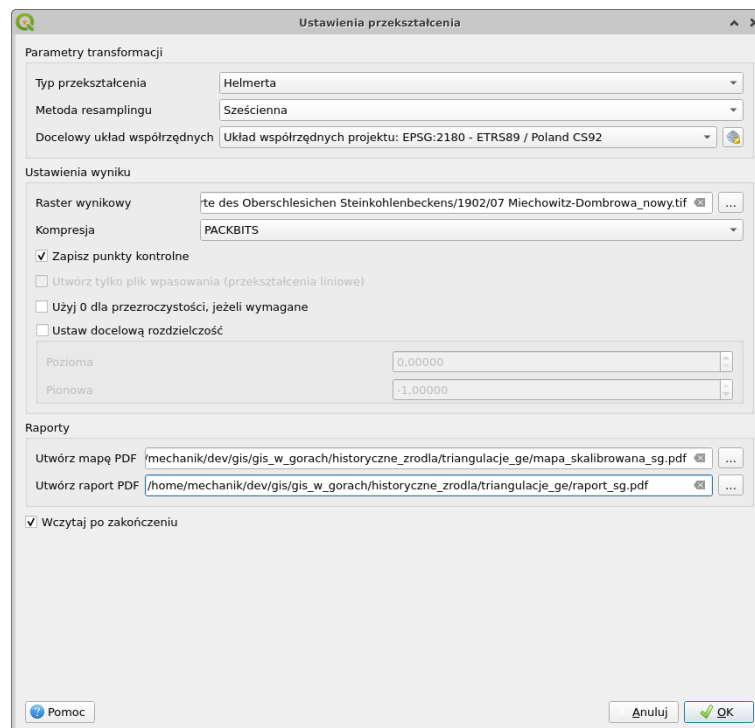 Ustawienia przekształcenia
Parametry transformacji
Typ przekształcenia Helmerta
Metoda resamplingu Sześcienna
Docelowy układ współrzędnych Układ współrzędnych projektu: EPSG:2180 - ETRS89 / Poland CS92
Ustawienia wyniku
Raster wynikowy rte des Oberschlesichen Steinkohlenbeckens/1902/07 Miechowitz-Dombrowa_nowy.tif ...
Kompresja PACKBITS
Zapisz punkty kontrolne
Utwórz tylko plik wpasowania (przekształcenia liniowe)
Użyj 0 dla przezroczystości, jeżeli wymagane
Ustaw docelową rozdzielczość
Pozioma 0,00000
Pionowa -1,00000
Raporty
Utwórz mapę PDF /mechanik/dev/gis/gis_w_gorach/historyczne_zrodla/triangulacje_ge/mapa_skalibrowana_sg.pdf ...
Utwórz raport PDF /home/mechanik/dev/gis/gis_w_gorach/historyczne_zrodla/triangulacje_ge/raport_sg.pdf ...
Wczytaj po zakończeniu
Pomoc Anuluj OK